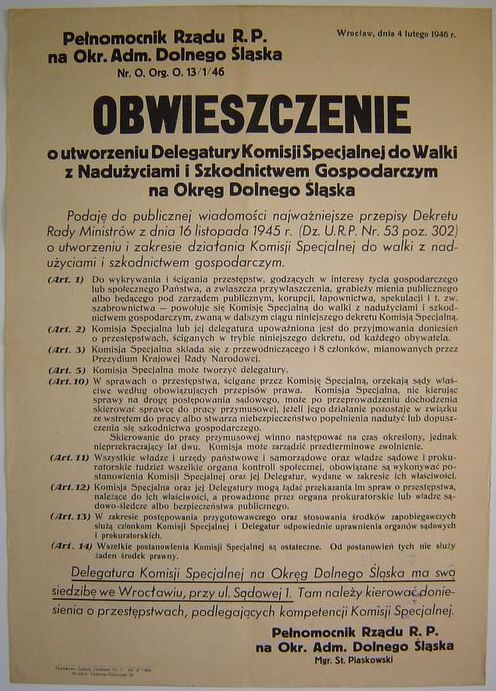 Pełnomocnik Rządu R. P.
na Okr. Adm. Dolnego Śląska
Nr. O. Org. O. 13/1/46
Wrocław, dnia 4 lutego 1946 r.
OBWIESZCZENIE
o utworzeniu Delegatury Komisji Specjalnej do Walki
z Nadużyciami i Szkodnictwem Gospodarczym
na Okręg Dolnego Śląska
Podaję do publicznej wiadomości najważniejsze przepisy Dekretu
Rady Ministrów z dnia 16 listopada 1945 r. (Dz. U.R.P. Nr. 53 poz. 302)
o utworzeniu i zakresie działania Komisji Specjalnej do walki z nad-
użyciami i szkodnictwem gospodarczym.
(Art. 1) Do wykrywania i ścigania przestępstw, godzących w interesy życia gospodarczego
lub społecznego Państwa, a zwłaszcza przywłaszczenia, grabieży mienia publicznego
albo będącego pod zarządem publicznym, korupcji, łapownictwa, spekulacji i t. zw.
szabrownictwa — powołuje się Komisję Specjalną do walki z nadużyciami i szkod-
nictwem gospodarczym, zwaną w dalszym ciągu niniejszego dekretu Komisją Specjalną.
(Art. 2) Komisja Specjalna lub jej delegatura upoważniona jest do przyjmowania doniesień
o przestępstwach, ściganych w trybie niniejszego dekretu, od każdego obywatela.
(Art. 3) Komisja Specjalna składa się z przewodniczącego i 8 członków, mianowanych przez
Prezydium Krajowej Rady Narodowej.
(Art. 5) Komisja Specjalna może tworzyć delegatury.
(Art. 10) W sprawach o przestępstwa, ścigane przez Komisję Specjalną, orzekają sądy właś-
ciwe według obowiązujących przepisów prawa. Komisja Specjalna, nie kierując
sprawy na drogę postępowania sądowego, może po przeprowadzeniu dochodzenia
skierować sprawcę do pracy przymusowej, jeżeli jego działanie pozostaje w związku
ze wstrętem do pracy albo stwarza niebezpieczeństwo popełnienia nadużyć lub dopusz-
czenia się szkodnictwa gospodarczego.
Skierowanie do pracy przymusowej winno następować na czas określony, jednak
nieprzekraczający lat dwu. Komisja może zarządzić przedterminowe zwolnienie.
(Art. 11) Wszystkie władze i urzędy państwowe i samorządowe oraz władze sądowe i proku-
ratorskie tudzież wszelkie organa kontroli społecznej, obowiązane są wykonywać po-
stanowienia Komisji Specjalnej oraz jej Delegatur, wydane w zakresie ich właściwości.
(Art. 12) Komisja Specjalna oraz jej Delegatury mogą żądać przekazania im spraw o przestępstwa,
należące do ich właściwości, a prowadzone przez organa prokuratorskie lub władze są-
dowo-śledcze albo bezpieczeństwa publicznego.
(Art. 13) W zakresie postępowania przygotowawczego oraz stosowania środków zapobiegawczych
służą członkom Komisji Specjalnej i Delegatur odpowiednie uprawnienia organów sądowych
i prokuratorskich.
(Art. 14) Wszelkie postanowienia Komisji Specjalnej są ostateczne. Od postanowień tych nie służy
żaden środek prawny.
Delegatura Komisji Specjalnej na Okręg Dolnego Śląska ma swą
siedzibę we Wrocławiu, przy ul. Sądowej 1. Tam należy kierować donie-
sienia o przestępstwach, podlegających kompetencji Komisji Specjalnej.
Pełnomocnik Rządu R. P.
na Okr. Adm. Dolnego Śląska
Mgr. St. Piaskowski